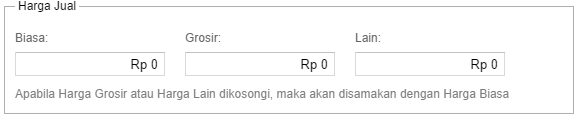 Harga Jual
Biasa: Grosir: Lain:
Rp 0 Rp 0 Rp 0
Apabila Harga Grosir atau Harga Lain dikosongi, maka akan disamakan dengan Harga Biasa